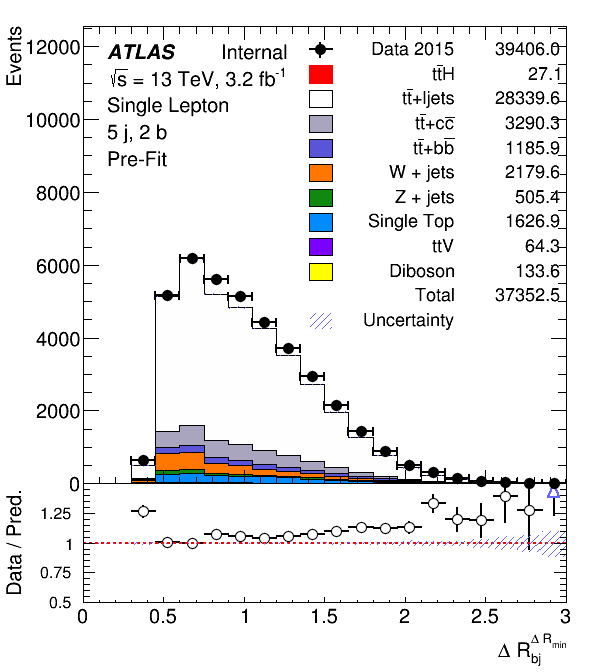 Events
12000
10000
8000
6000
4000
2000
0
ATLAS Internal
√s = 13 TeV, 3.2 fb⁻¹
Single Lepton
5 j, 2 b
Pre-Fit
Data 2015 39406.0
tt̄H 27.1
tt̄+ljets 28339.6
tt̄+cc̄ 3290.3
tt̄+bb̄ 1185.9
W + jets 2179.6
Z + jets 505.4
Single Top 1626.9
ttV 64.3
Diboson 133.6
Total 37352.5
Uncertainty
Data / Pred.
1.25
1
0.75
0.5
0 0.5 1 1.5 2 2.5 3
Δ R_bj^Δ R_min